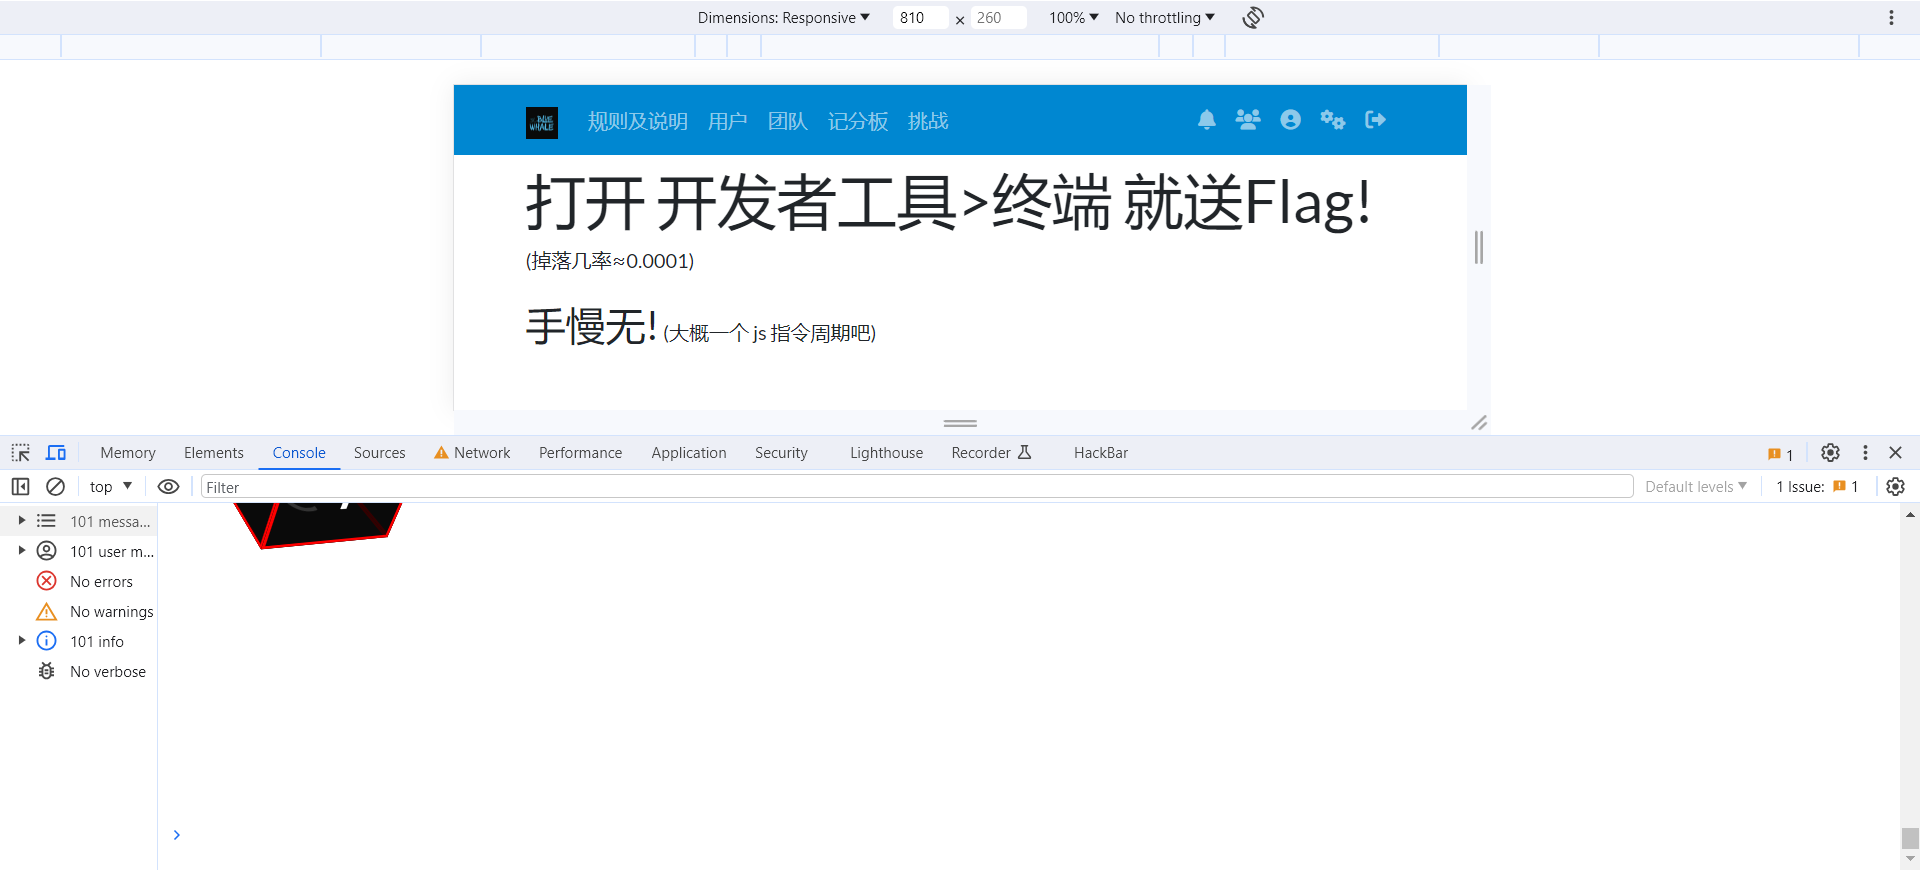 Dimensions: Responsive 810 × 260 100% No throttling
BLUE WHALE
规则及说明 用户 团队 记分板 挑战
打开 开发者工具>终端 就送Flag!
(掉落几率≈0.0001)
手慢无! (大概一个 js 指令周期吧)
Memory Elements Console Sources Network Performance Application Security Lighthouse Recorder HackBar 1
top Filter Default levels 1 Issue: 1
101 messa...
101 user m...
No errors
No warnings
101 info
No verbose